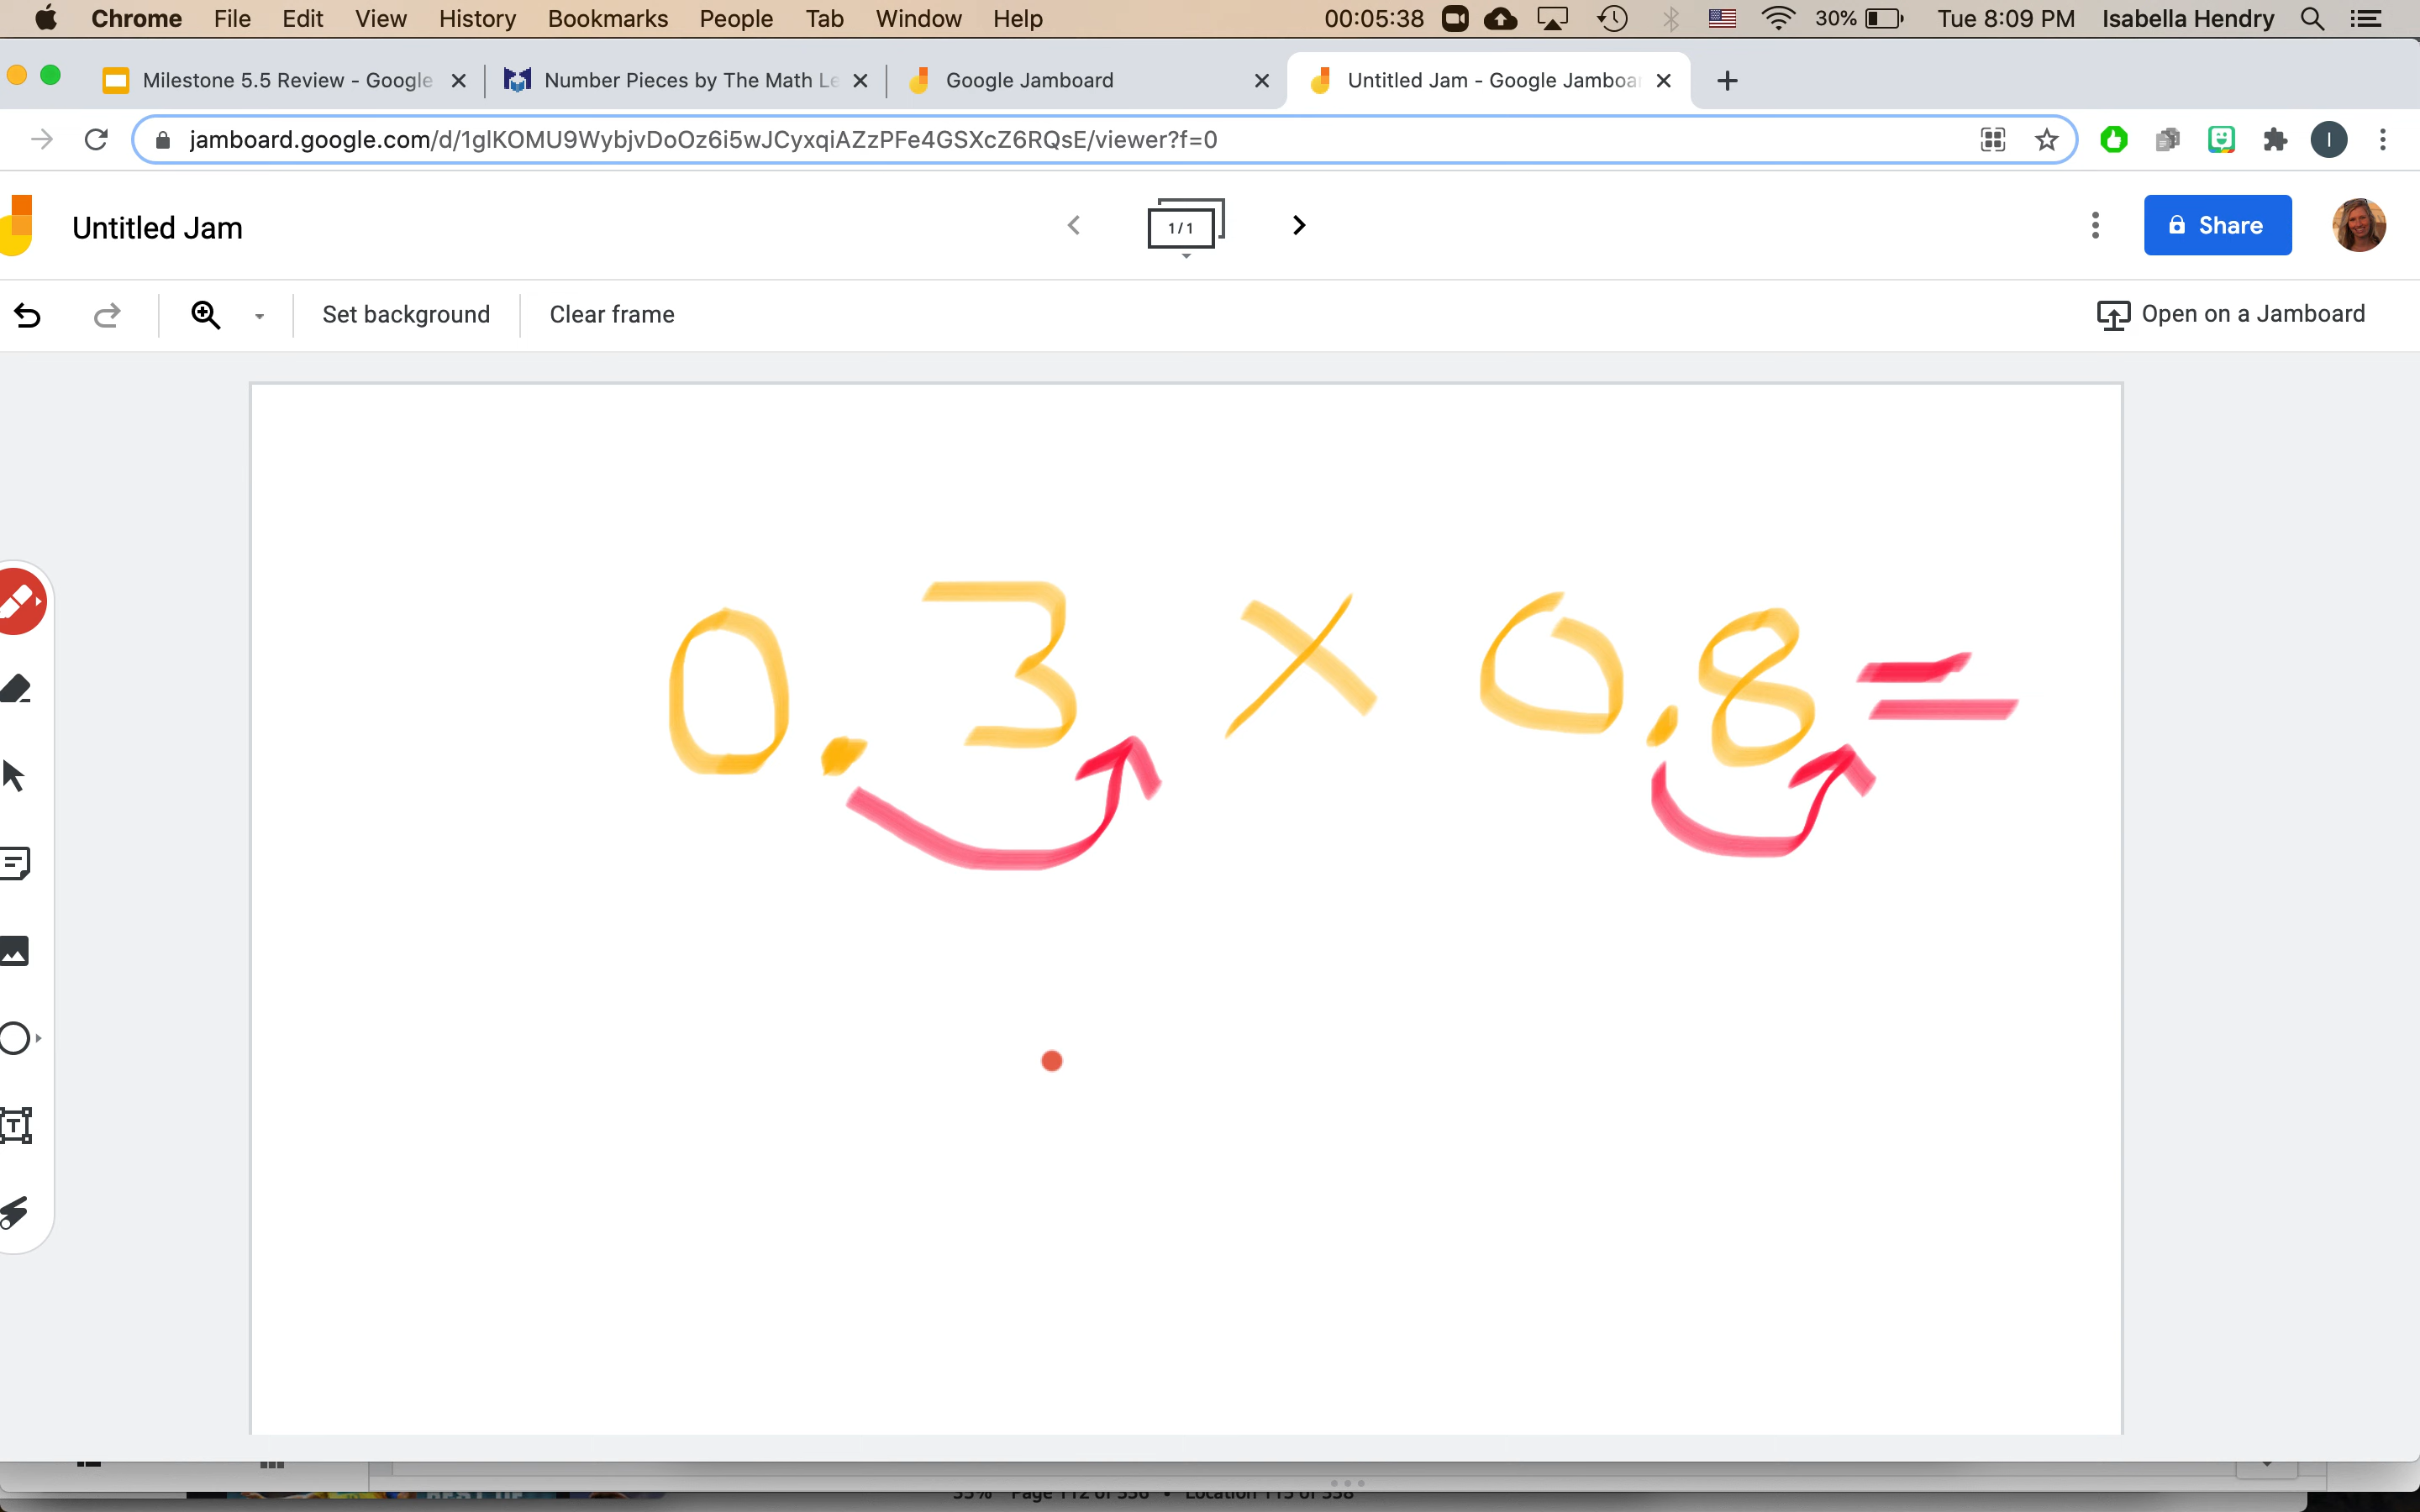 Chrome File Edit View History Bookmarks People Tab Window Help 00:05:38 30% Tue 8:09 PM Isabella Hendry
Milestone 5.5 Review - Google Number Pieces by The Math Le Google Jamboard Untitled Jam - Google Jamboa
jamboard.google.com/d/1glKOMU9WybjvDoOz6i5wJCyxqiAZzPFe4GSXcZ6RQsE/viewer?f=0 I
Untitled Jam 1/1 Share
Set background Clear frame Open on a Jamboard
0.3 × 0.8 =
T